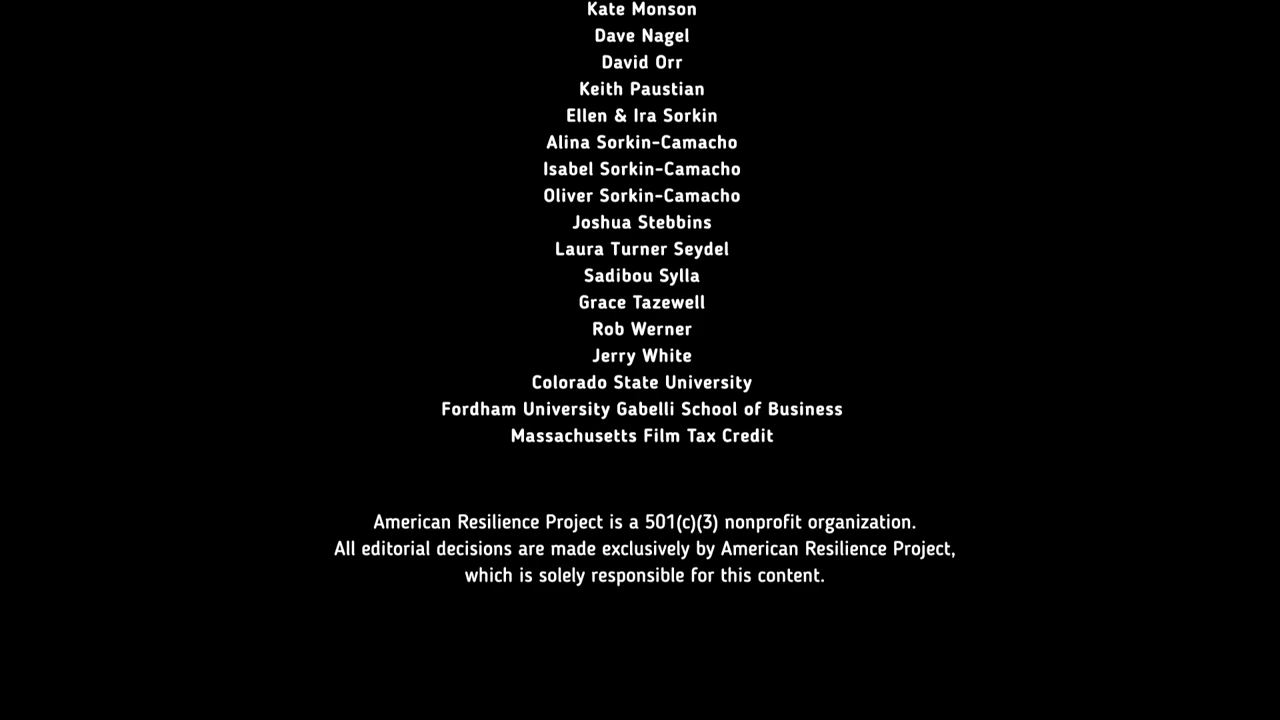 Kate Monson
Dave Nagel
David Orr
Keith Paustian
Ellen & Ira Sorkin
Alina Sorkin-Camacho
Isabel Sorkin-Camacho
Oliver Sorkin-Camacho
Joshua Stebbins
Laura Turner Seydel
Sadibou Sylla
Grace Tazewell
Rob Werner
Jerry White
Colorado State University
Fordham University Gabelli School of Business
Massachusetts Film Tax Credit
American Resilience Project is a 501(c)(3) nonprofit organization.
All editorial decisions are made exclusively by American Resilience Project,
which is solely responsible for this content.